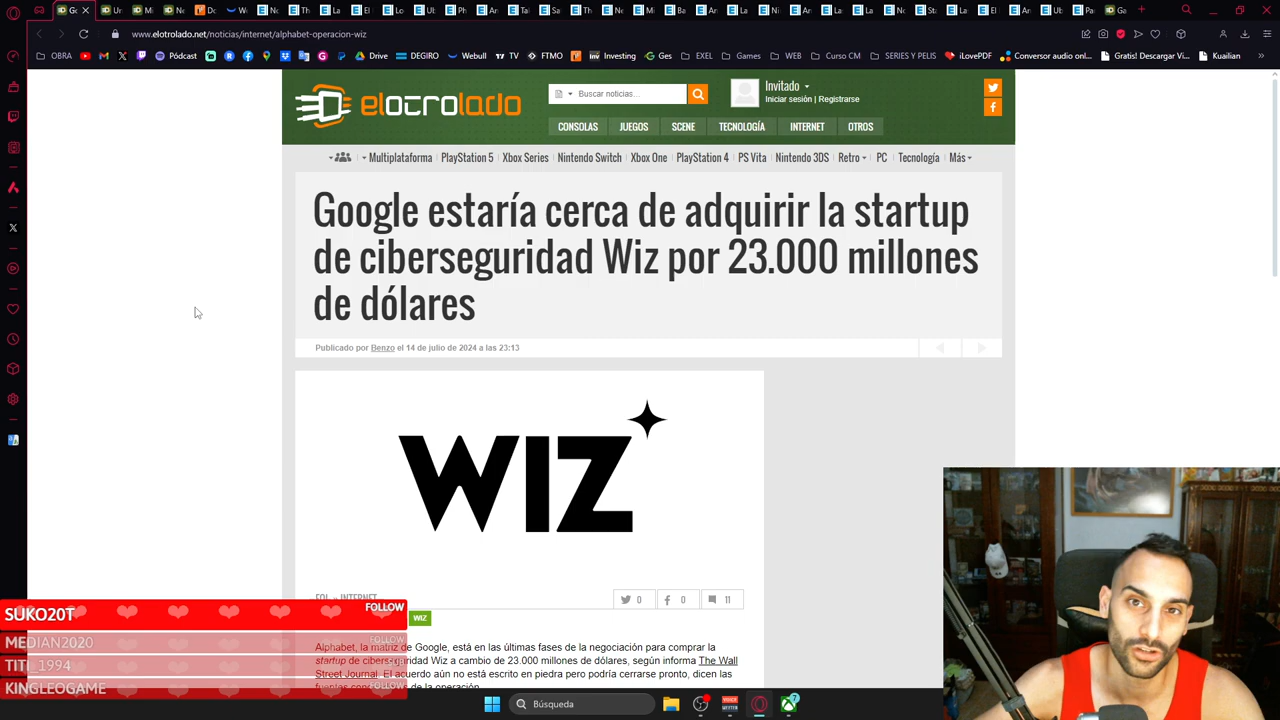 www.elotrolado.net/noticias/internet/alphabet-operacion-wiz
OBRA
Pódcast
Drive
DEGIRO
Webull
TV
FTMO
Investing
Ges
EXEL
Games
WEB
Curso CM
SERIES Y PELIS
iLovePDF
Conversor audio onl...
Gratis! Descargar Vi...
Kuailian
elotrolado
Buscar noticias...
Invitado
Iniciar sesión | Registrarse
CONSOLAS
JUEGOS
SCENE
TECNOLOGÍA
INTERNET
OTROS
Multiplataforma
PlayStation 5
Xbox Series
Nintendo Switch
Xbox One
PlayStation 4
PS Vita
Nintendo 3DS
Retro
PC
Tecnología
Más
Google estaría cerca de adquirir la startup
de ciberseguridad Wiz por 23.000 millones
de dólares
Publicado por Benzo el 14 de julio de 2024 a las 23:13
WIZ
EOL » INTERNET
0
0
11
WIZ
Alphabet, la matriz de Google, está en las últimas fases de la negociación para comprar la
startup de ciberseguridad Wiz a cambio de 23.000 millones de dólares, según informa The Wall
Street Journal. El acuerdo aún no está escrito en piedra pero podría cerrarse pronto, dicen las
SUKO20T
FOLLOW
MEDIAN2020
FOLLOW
TITI_1994
KINGLEOGAME
FOLLOW
Búsqueda
7